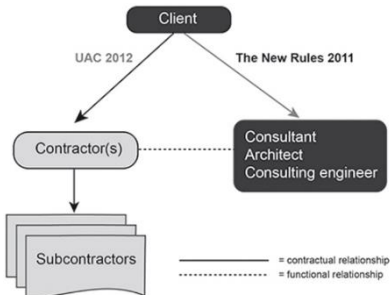 Client
UAC 2012
The New Rules 2011
Contractor(s)
Consultant
Architect
Consulting engineer
Subcontractors
= contractual relationship
= functional relationship